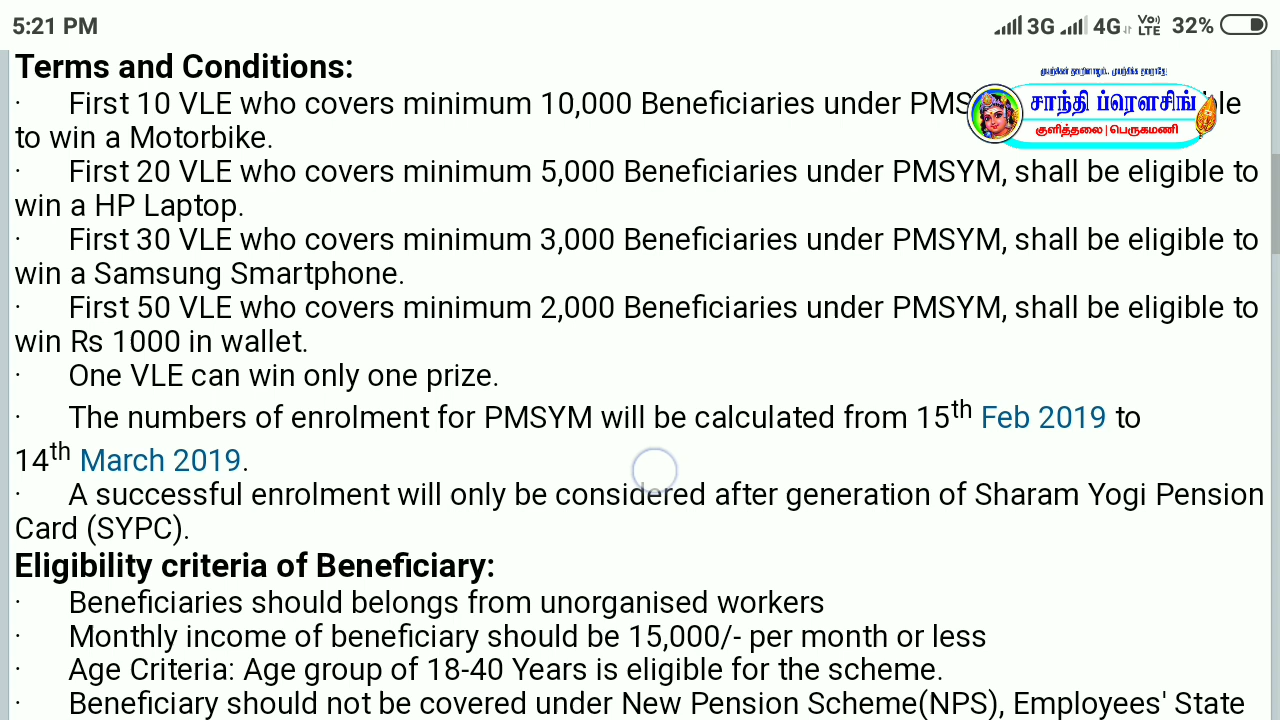 5:21 PM 3G 4G Vo)) LTE 32%
Terms and Conditions:
· First 10 VLE who covers minimum 10,000 Beneficiaries under PMS
to win a Motorbike.
சாந்தி ப்ரௌசிங்
குளித்தலை | பெருகமணி
· First 20 VLE who covers minimum 5,000 Beneficiaries under PMSYM, shall be eligible to
win a HP Laptop.
· First 30 VLE who covers minimum 3,000 Beneficiaries under PMSYM, shall be eligible to
win a Samsung Smartphone.
· First 50 VLE who covers minimum 2,000 Beneficiaries under PMSYM, shall be eligible to
win Rs 1000 in wallet.
· One VLE can win only one prize.
· The numbers of enrolment for PMSYM will be calculated from 15th Feb 2019 to
14th March 2019.
· A successful enrolment will only be considered after generation of Sharam Yogi Pension
Card (SYPC).
Eligibility criteria of Beneficiary:
· Beneficiaries should belongs from unorganised workers
· Monthly income of beneficiary should be 15,000/- per month or less
· Age Criteria: Age group of 18-40 Years is eligible for the scheme.
· Beneficiary should not be covered under New Pension Scheme(NPS), Employees' State